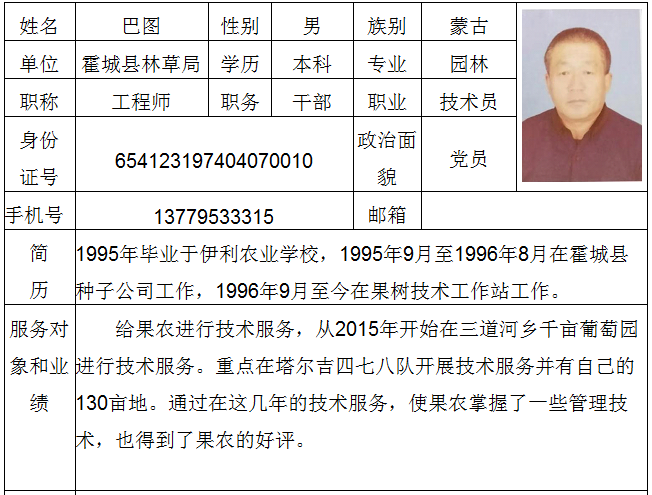 姓名 巴图 性别 男 族别 蒙古
单位 霍城县林草局 学历 本科 专业 园林
职称 工程师 职务 干部 职业 技术员
身份证号 654123197404070010 政治面貌 党员
手机号 13779533315 邮箱
简历 1995年毕业于伊利农业学校，1995年9月至1996年8月在霍城县
种子公司工作，1996年9月至今在果树技术工作站工作。
服务对象和业绩 给果农进行技术服务，从2015年开始在三道河乡千亩葡萄园
进行技术服务。重点在塔尔吉四七八队开展技术服务并有自己的
130亩地。通过在这几年的技术服务，使果农掌握了一些管理技
术，也得到了果农的好评。